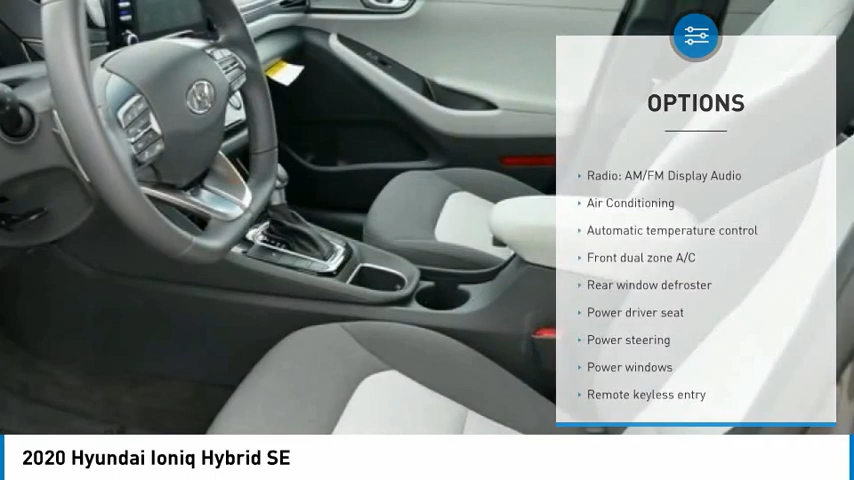 OPTIONS
Radio: AM/FM Display Audio
Air Conditioning
Automatic temperature control
Front dual zone A/C
Rear window defroster
Power driver seat
Power steering
Power windows
Remote keyless entry
2020 Hyundai Ioniq Hybrid SE